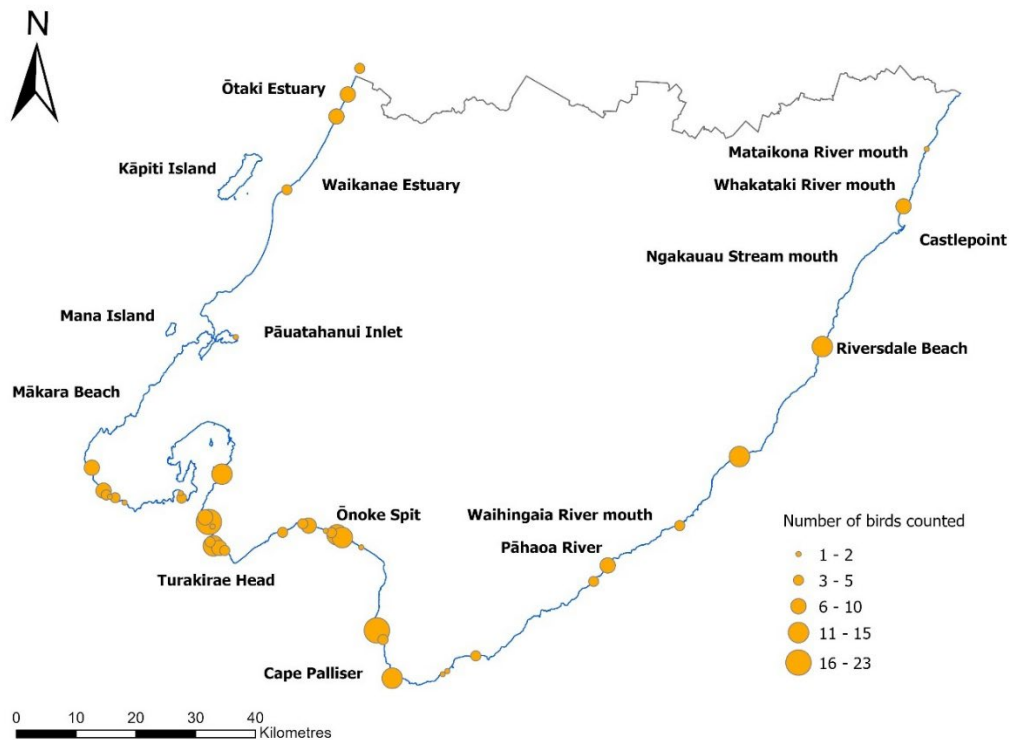 N
Ōtaki Estuary
Kāpiti Island
Waikanae Estuary
Mataikona River mouth
Whakataki River mouth
Castlepoint
Ngakauau Stream mouth
Mana Island
Pāuatahanui Inlet
Riversdale Beach
Mākara Beach
Ōnoke Spit
Waihingaia River mouth
Pāhaoa River
Turakirae Head
Cape Palliser
Number of birds counted
1 - 2
3 - 5
6 - 10
11 - 15
16 - 23
0 10 20 30 40
Kilometres